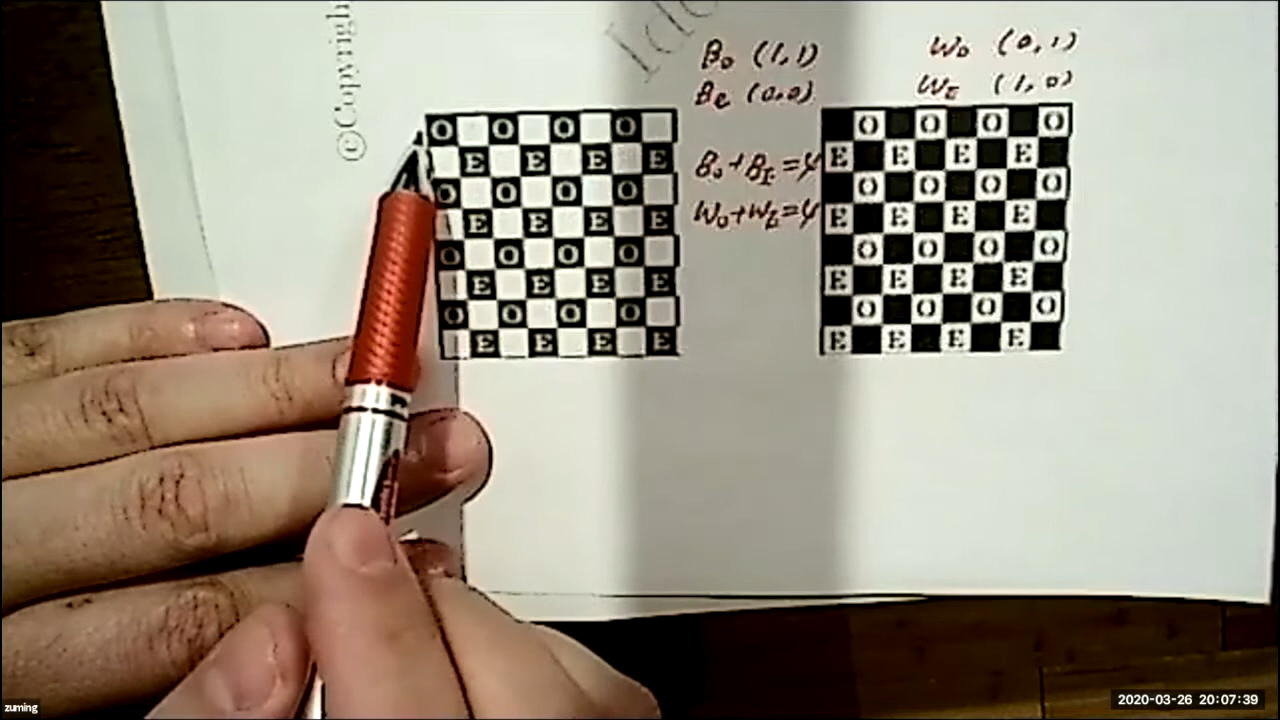 ©Copyright
B₀ (1,1)
Bₑ (0,0)
W₀ (0,1)
W_E (1,0)
B₀+B_E=4
W₀+W_E=4
O O O O
E E E E
O O O O
E E E E
O O O O
E E E E
O O O O
E E E E
O O O O
E E E E
O O O O
E E E E
O O O O
E E E E
O O O O
E E E E
zuming
2020-03-26 20:07:39